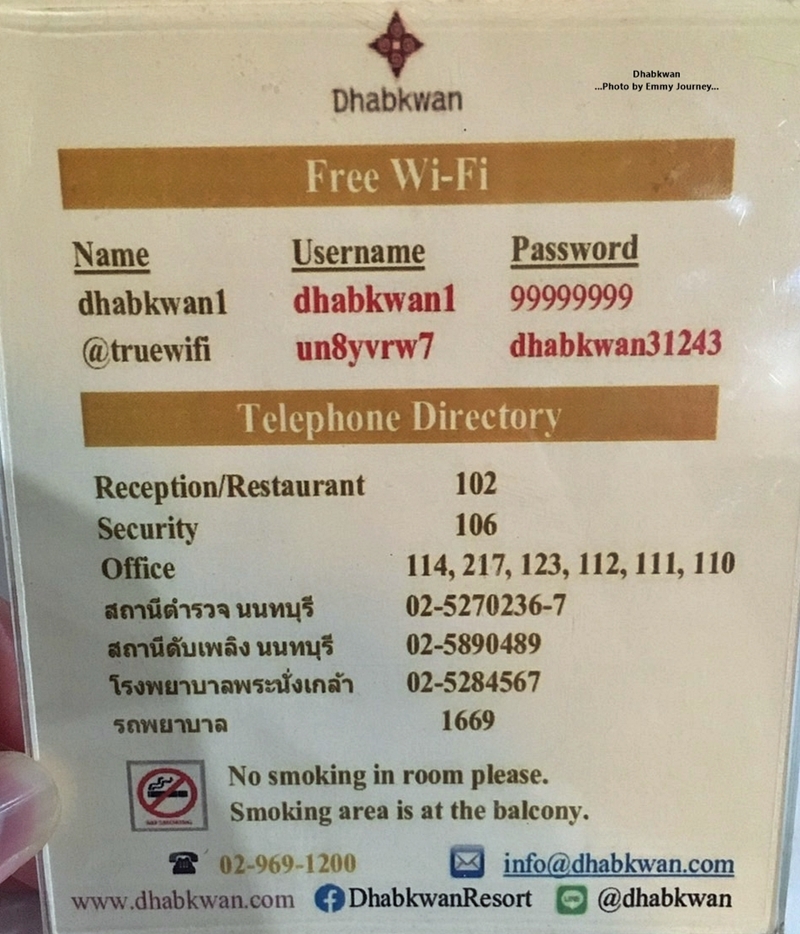 Dhabkwan
Dhabkwan
...Photo by Emmy Journey...
Free Wi-Fi
Name Username Password
dhabkwan1 dhabkwan1 99999999
@truewifi un8yvrw7 dhabkwan31243
Telephone Directory
Reception/Restaurant 102
Security 106
Office 114, 217, 123, 112, 111, 110
สถานีตำรวจ นนทบุรี 02-5270236-7
สถานีดับเพลิง นนทบุรี 02-5890489
โรงพยาบาลพระนั่งเกล้า 02-5284567
รถพยาบาล 1669
No smoking in room please.
Smoking area is at the balcony.
02-969-1200 info@dhabkwan.com
www.dhabkwan.com DhabkwanResort LINE @dhabkwan